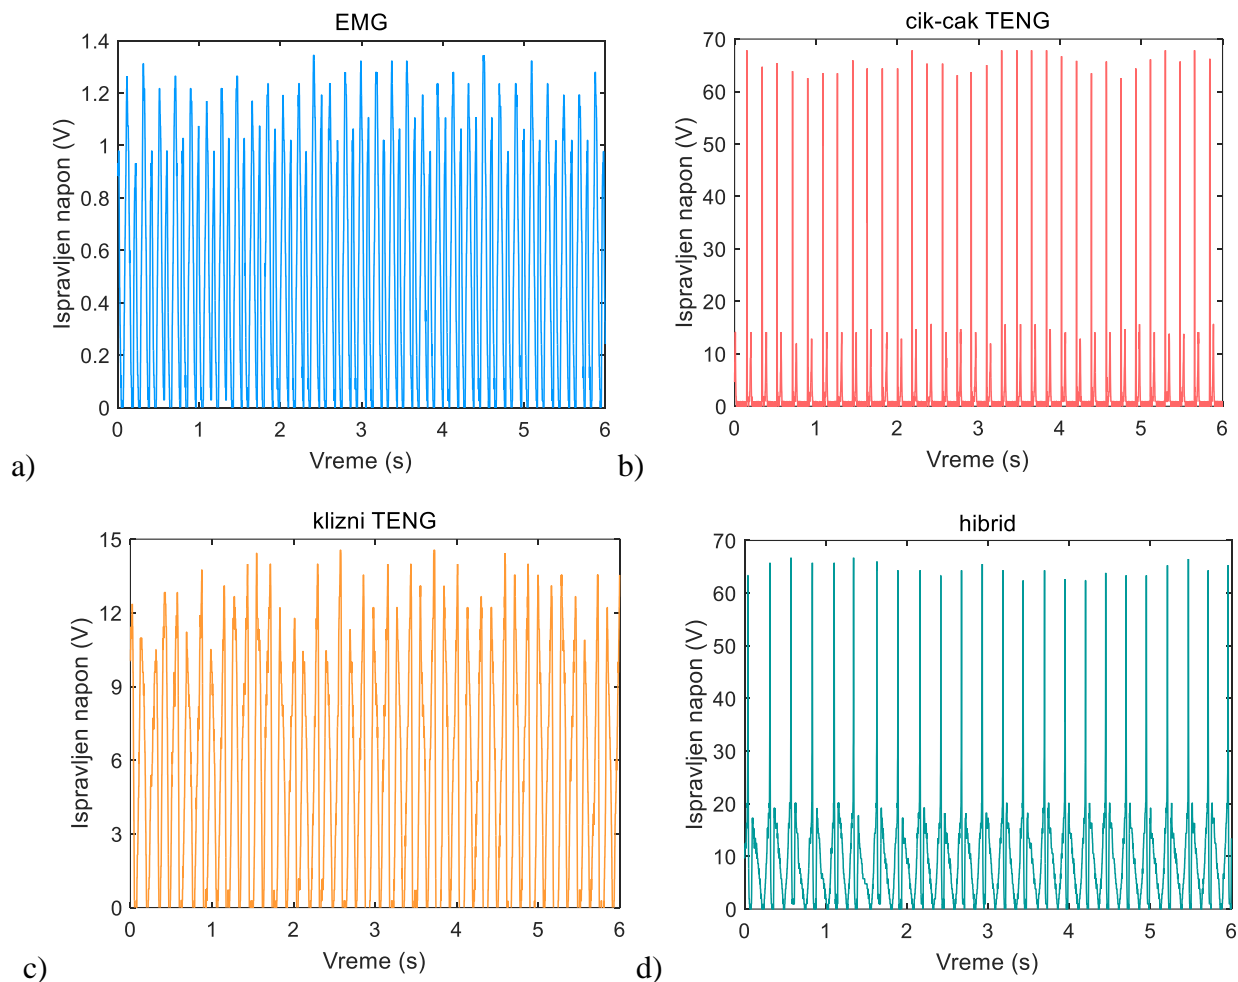 EMG
1.4
1.2
1
0.8
0.6
0.4
0.2
0
Ispravljen napon (V)
0 1 2 3 4 5 6
Vreme (s)
a)
cik-cak TENG
70
60
50
40
30
20
10
0
Ispravljen napon (V)
0 1 2 3 4 5 6
Vreme (s)
b)
klizni TENG
15
12
9
6
3
0
Ispravljen napon (V)
0 1 2 3 4 5 6
Vreme (s)
c)
hibrid
70
60
50
40
30
20
10
0
Ispravljen napon (V)
0 1 2 3 4 5 6
Vreme (s)
d)